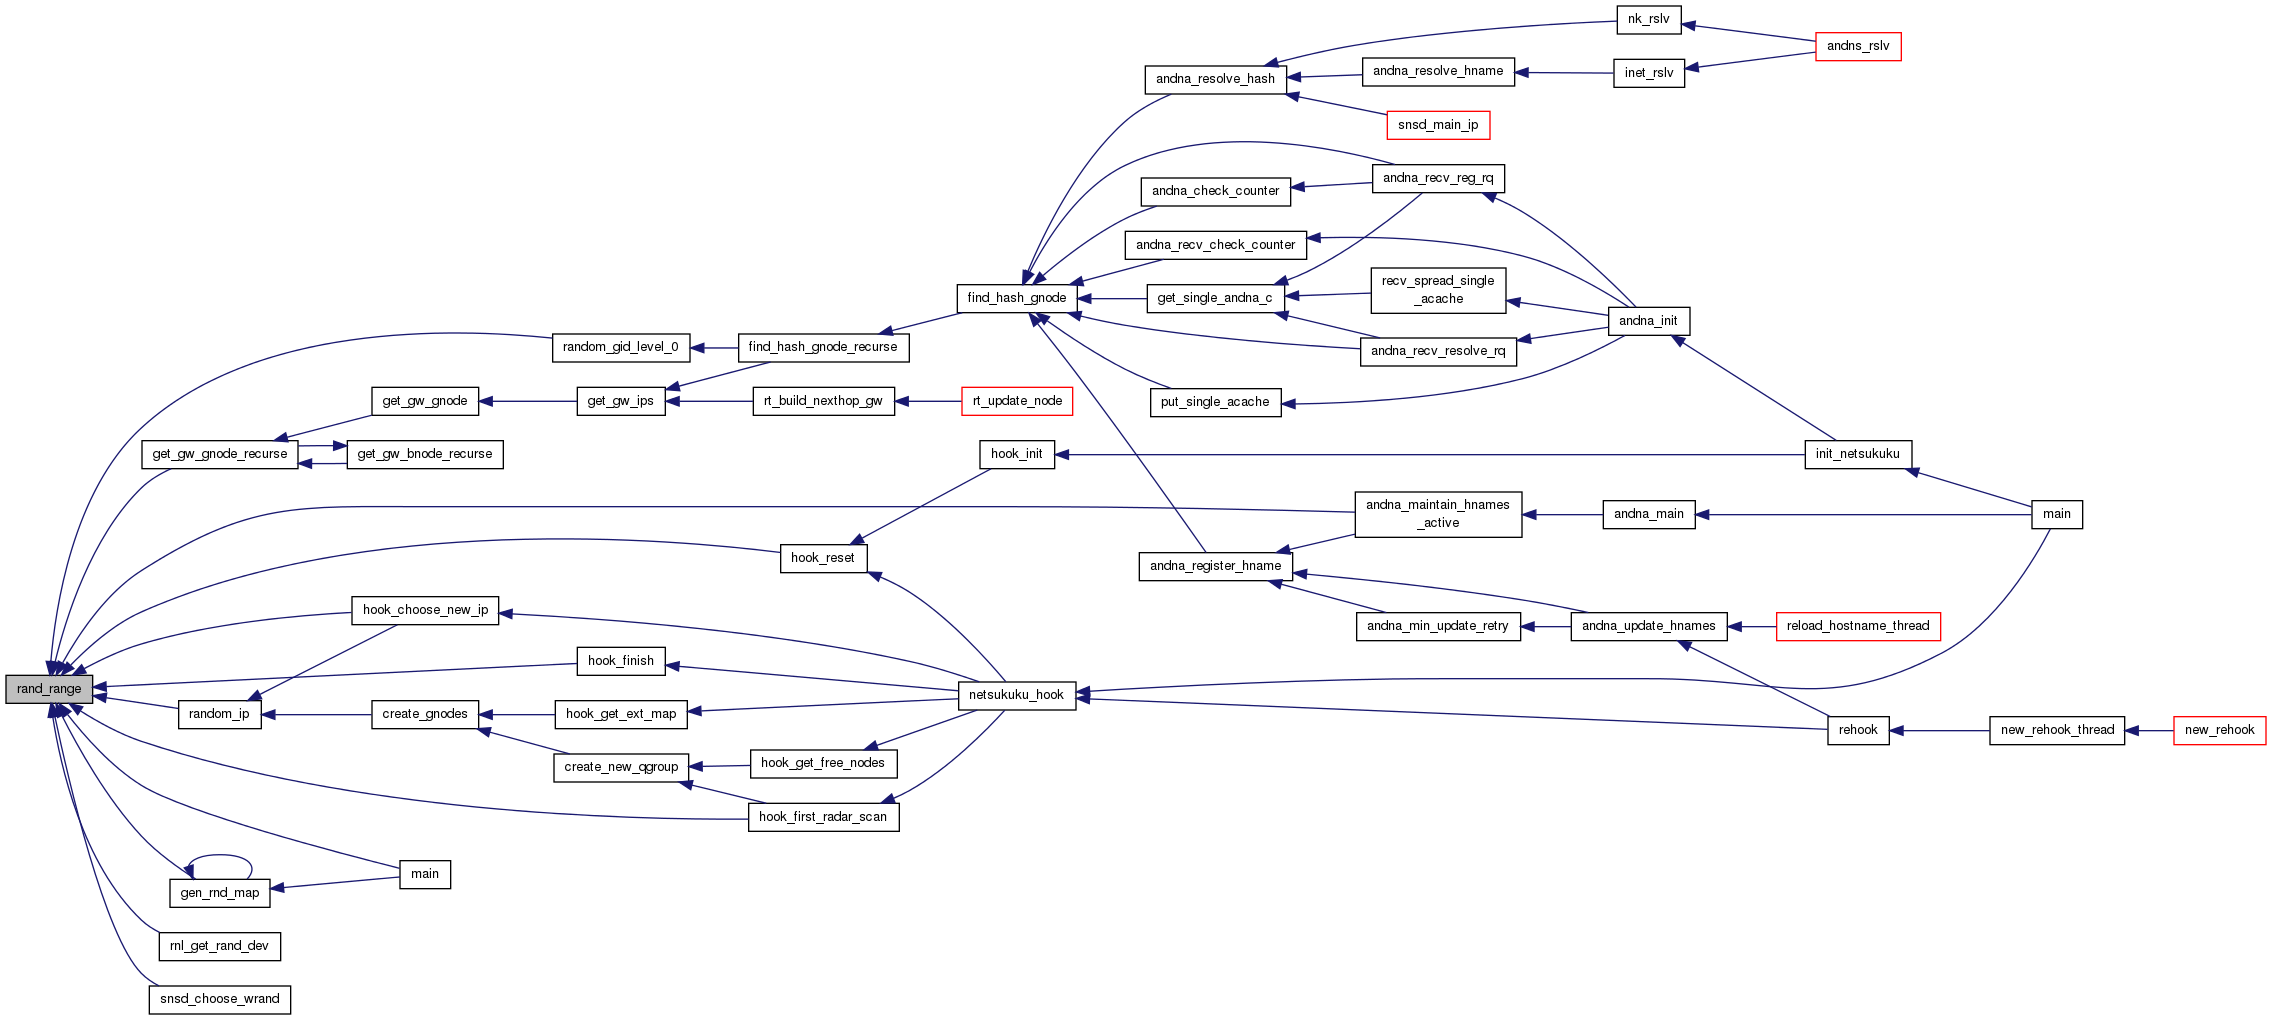 nk_rslv
andns_rslv
andna_resolve_hash
andna_resolve_hname
inet_rslv
snsd_main_ip
andna_recv_reg_rq
andna_check_counter
andna_recv_check_counter
recv_spread_single
_acache
find_hash_gnode
get_single_andna_c
andna_init
random_gid_level_0
find_hash_gnode_recurse
andna_recv_resolve_rq
get_gw_gnode
get_gw_ips
rt_build_nexthop_gw
rt_update_node
put_single_acache
get_gw_gnode_recurse
get_gw_bnode_recurse
hook_init
init_netsukuku
andna_maintain_hnames
_active
andna_main
main
hook_reset
andna_register_hname
hook_choose_new_ip
andna_min_update_retry
andna_update_hnames
reload_hostname_thread
hook_finish
rand_range
netsukuku_hook
random_ip
create_gnodes
hook_get_ext_map
rehook
new_rehook_thread
new_rehook
create_new_qgroup
hook_get_free_nodes
hook_first_radar_scan
main
gen_rnd_map
rnl_get_rand_dev
snsd_choose_wrand